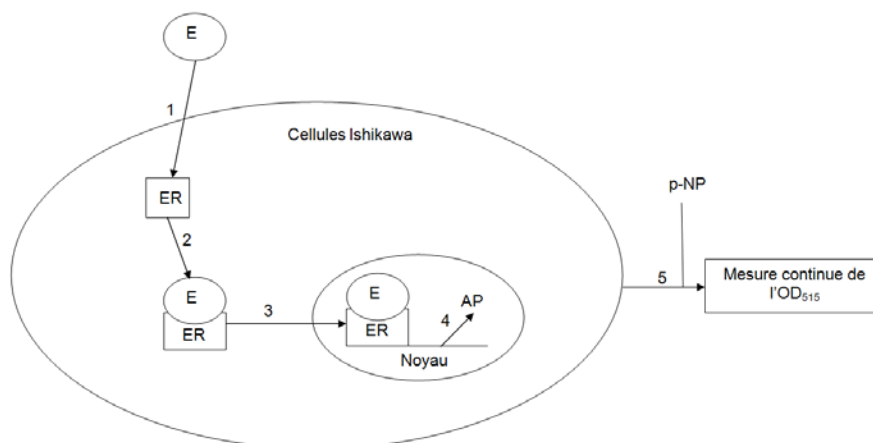 E
1
Cellules Ishikawa
p-NP
ER
2
5
Mesure continue de
l'OD515
E
E
AP
3
4
ER
ER
Noyau